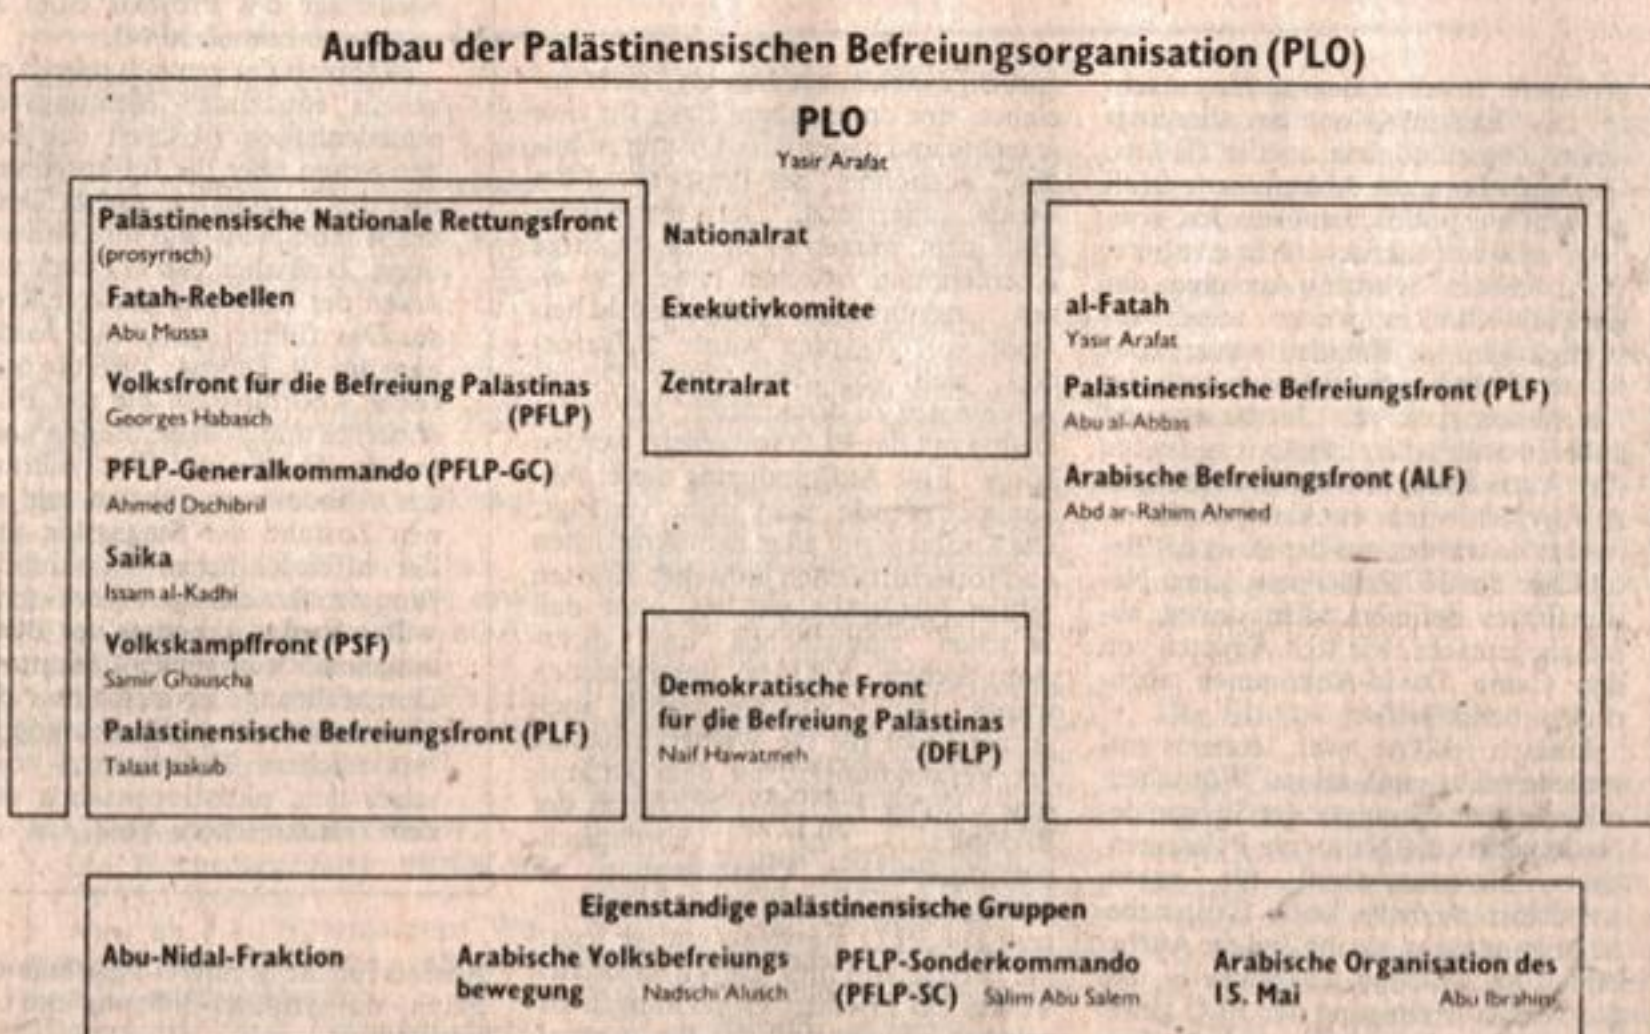 Aufbau der Palästinensischen Befreiungsorganisation (PLO)
PLO
Yasir Arafat
Palästinensische Nationale Rettungsfront
(prosyrisch)
Fatah-Rebellen
Abu Mussa
Volksfront für die Befreiung Palästinas
Georges Habasch (PFLP)
PFLP-Generalkommando (PFLP-GC)
Ahmed Dschibril
Saika
Issam al-Kadhi
Volkskampffront (PSF)
Samir Ghauscha
Palästinensische Befreiungsfront (PLF)
Talaat Jaakub
Nationalrat
Exekutivkomitee
Zentralrat
Demokratische Front
für die Befreiung Palästinas
Naif Hawatmeh (DFLP)
al-Fatah
Yasir Arafat
Palästinensische Befreiungsfront (PLF)
Abu al-Abbas
Arabische Befreiungsfront (ALF)
Abd ar-Rahim Ahmed
Eigenständige palästinensische Gruppen
Abu-Nidal-Fraktion
Arabische Volksbefreiungs
bewegung Nadschi Alusch
PFLP-Sonderkommando
(PFLP-SC) Salim Abu Salem
Arabische Organisation des
15. Mai Abu Ibrahim